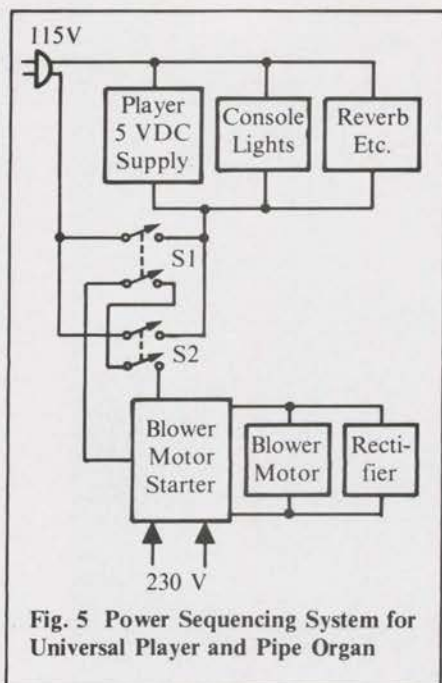 115V
Player
5 VDC
Supply
Console
Lights
Reverb
Etc.
S1
S2
Blower
Motor
Starter
Blower
Motor
Recti-
fier
230 V
Fig. 5 Power Sequencing System for
Universal Player and Pipe Organ